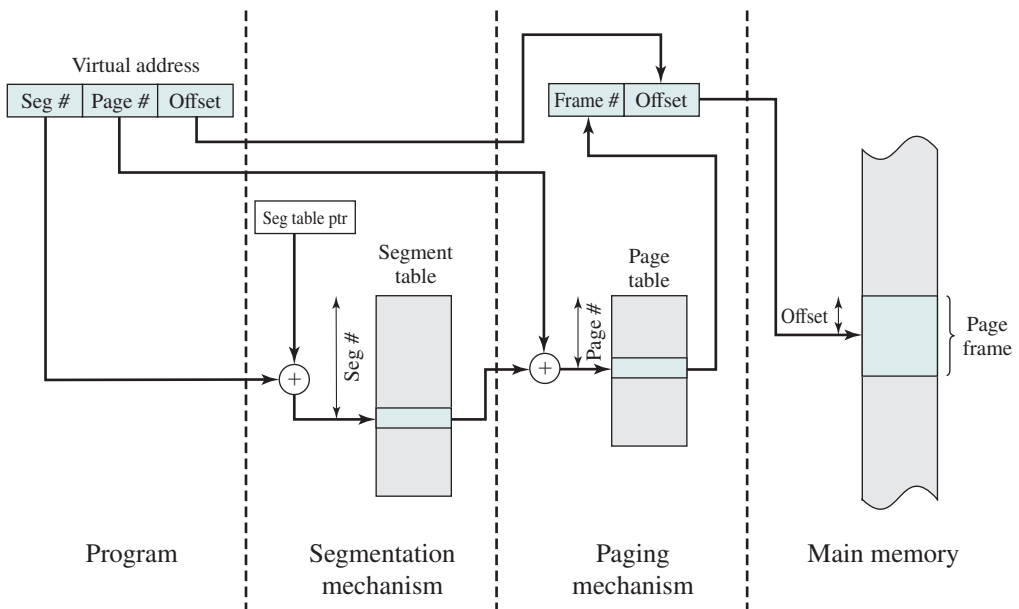 Virtual address
Seg # Page # Offset
Frame # Offset
Seg table ptr
Segment
table
Page
table
Seg #
Page #
+
+
Offset
Page
frame
Program
Segmentation
mechanism
Paging
mechanism
Main memory